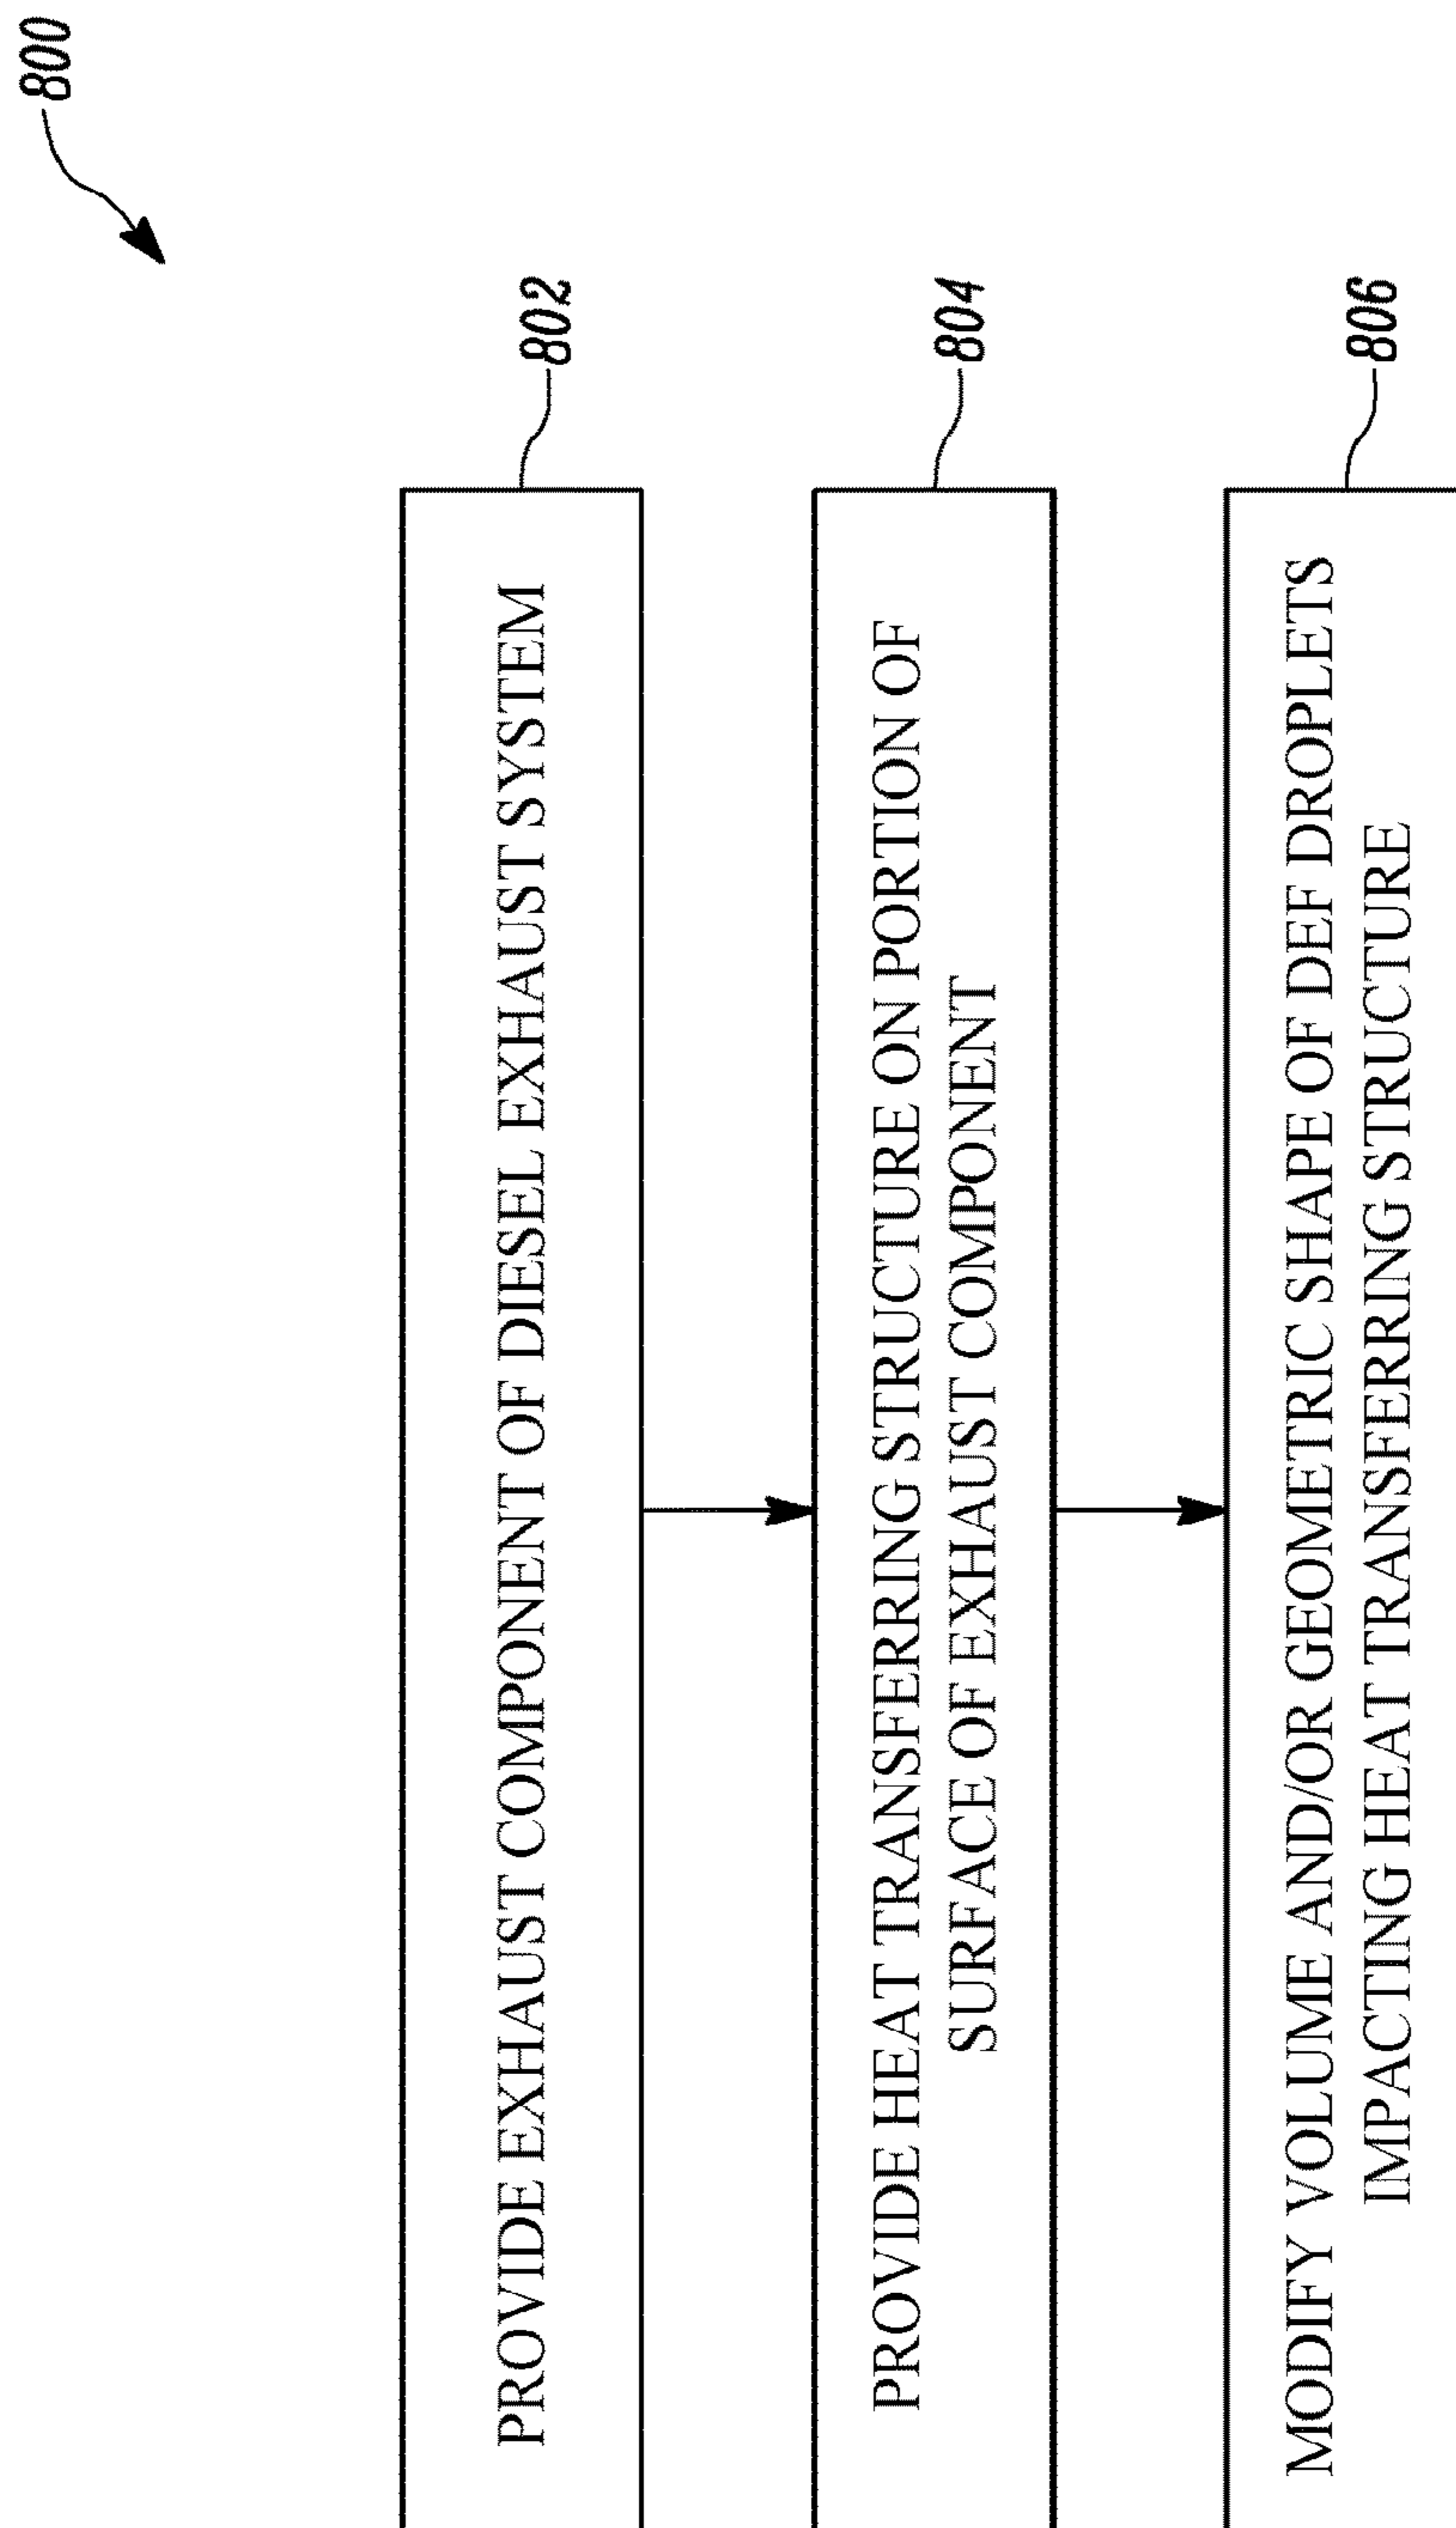 800
PROVIDE EXHAUST COMPONENT OF DIESEL EXHAUST SYSTEM
802
PROVIDE HEAT TRANSFERRING STRUCTURE ON PORTION OF
SURFACE OF EXHAUST COMPONENT
804
MODIFY VOLUME AND/OR GEOMETRIC SHAPE OF DEF DROPLETS
IMPACTING HEAT TRANSFERRING STRUCTURE
806